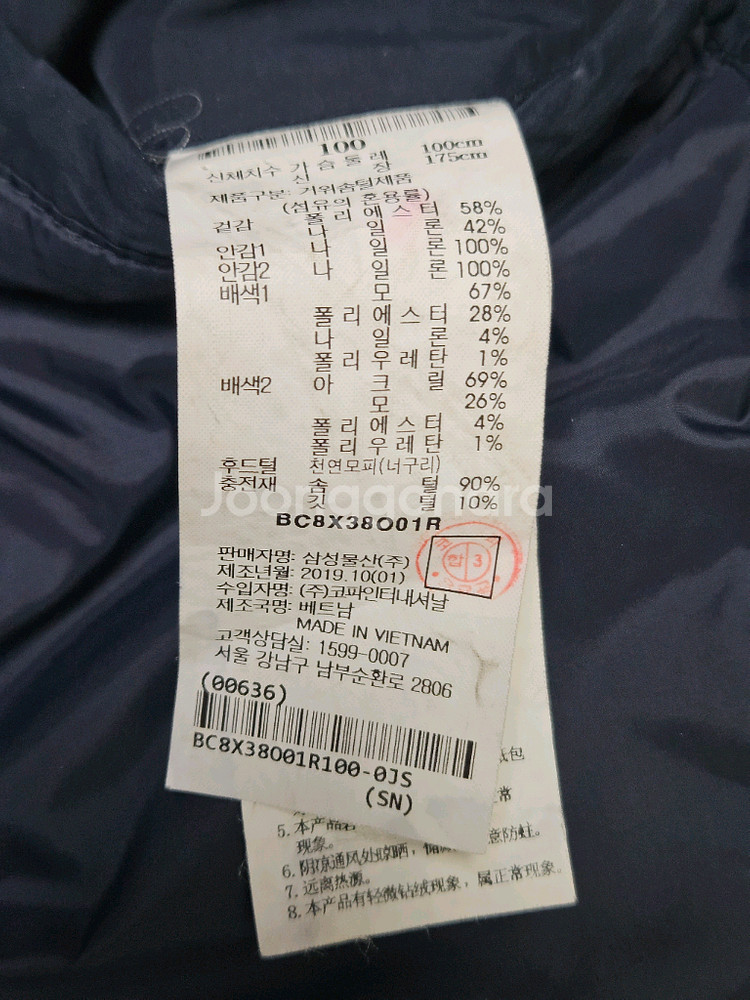 100
신체치수 가슴둘레 100cm
신 장 175cm
제품구분: 거위솜털제품
(섬유의 혼용률)
겉감 폴리에스터 58%
나 일 론 42%
안감1 나 일 론 100%
안감2 나 일 론 100%
배색1 모 67%
폴리에스터 28%
나 일 론 4%
폴리우레탄 1%
배색2 아 크 릴 69%
모 26%
폴리에스터 4%
폴리우레탄 1%
후드털 천연모피(너구리)
충전재 솜 털 90%
깃 털 10%
Joonggonara
BC8X38O01R
합 3
판매자명: 삼성물산(주)
제조년월: 2019.10(01)
수입자명: (주)코파인터내셔날
제조국명: 베트남
MADE IN VIETNAM
고객상담실: 1599-0007
서울 강남구 남부순환로 2806
(00636)
BC8X38O01R100-0JS
(SN)
纸包
常
5. 本产品
意防蛀。
现象。
6. 阴凉通风处晾晒，
7. 远离热源。
8. 本产品有轻微钻绒现象，属正常现象。